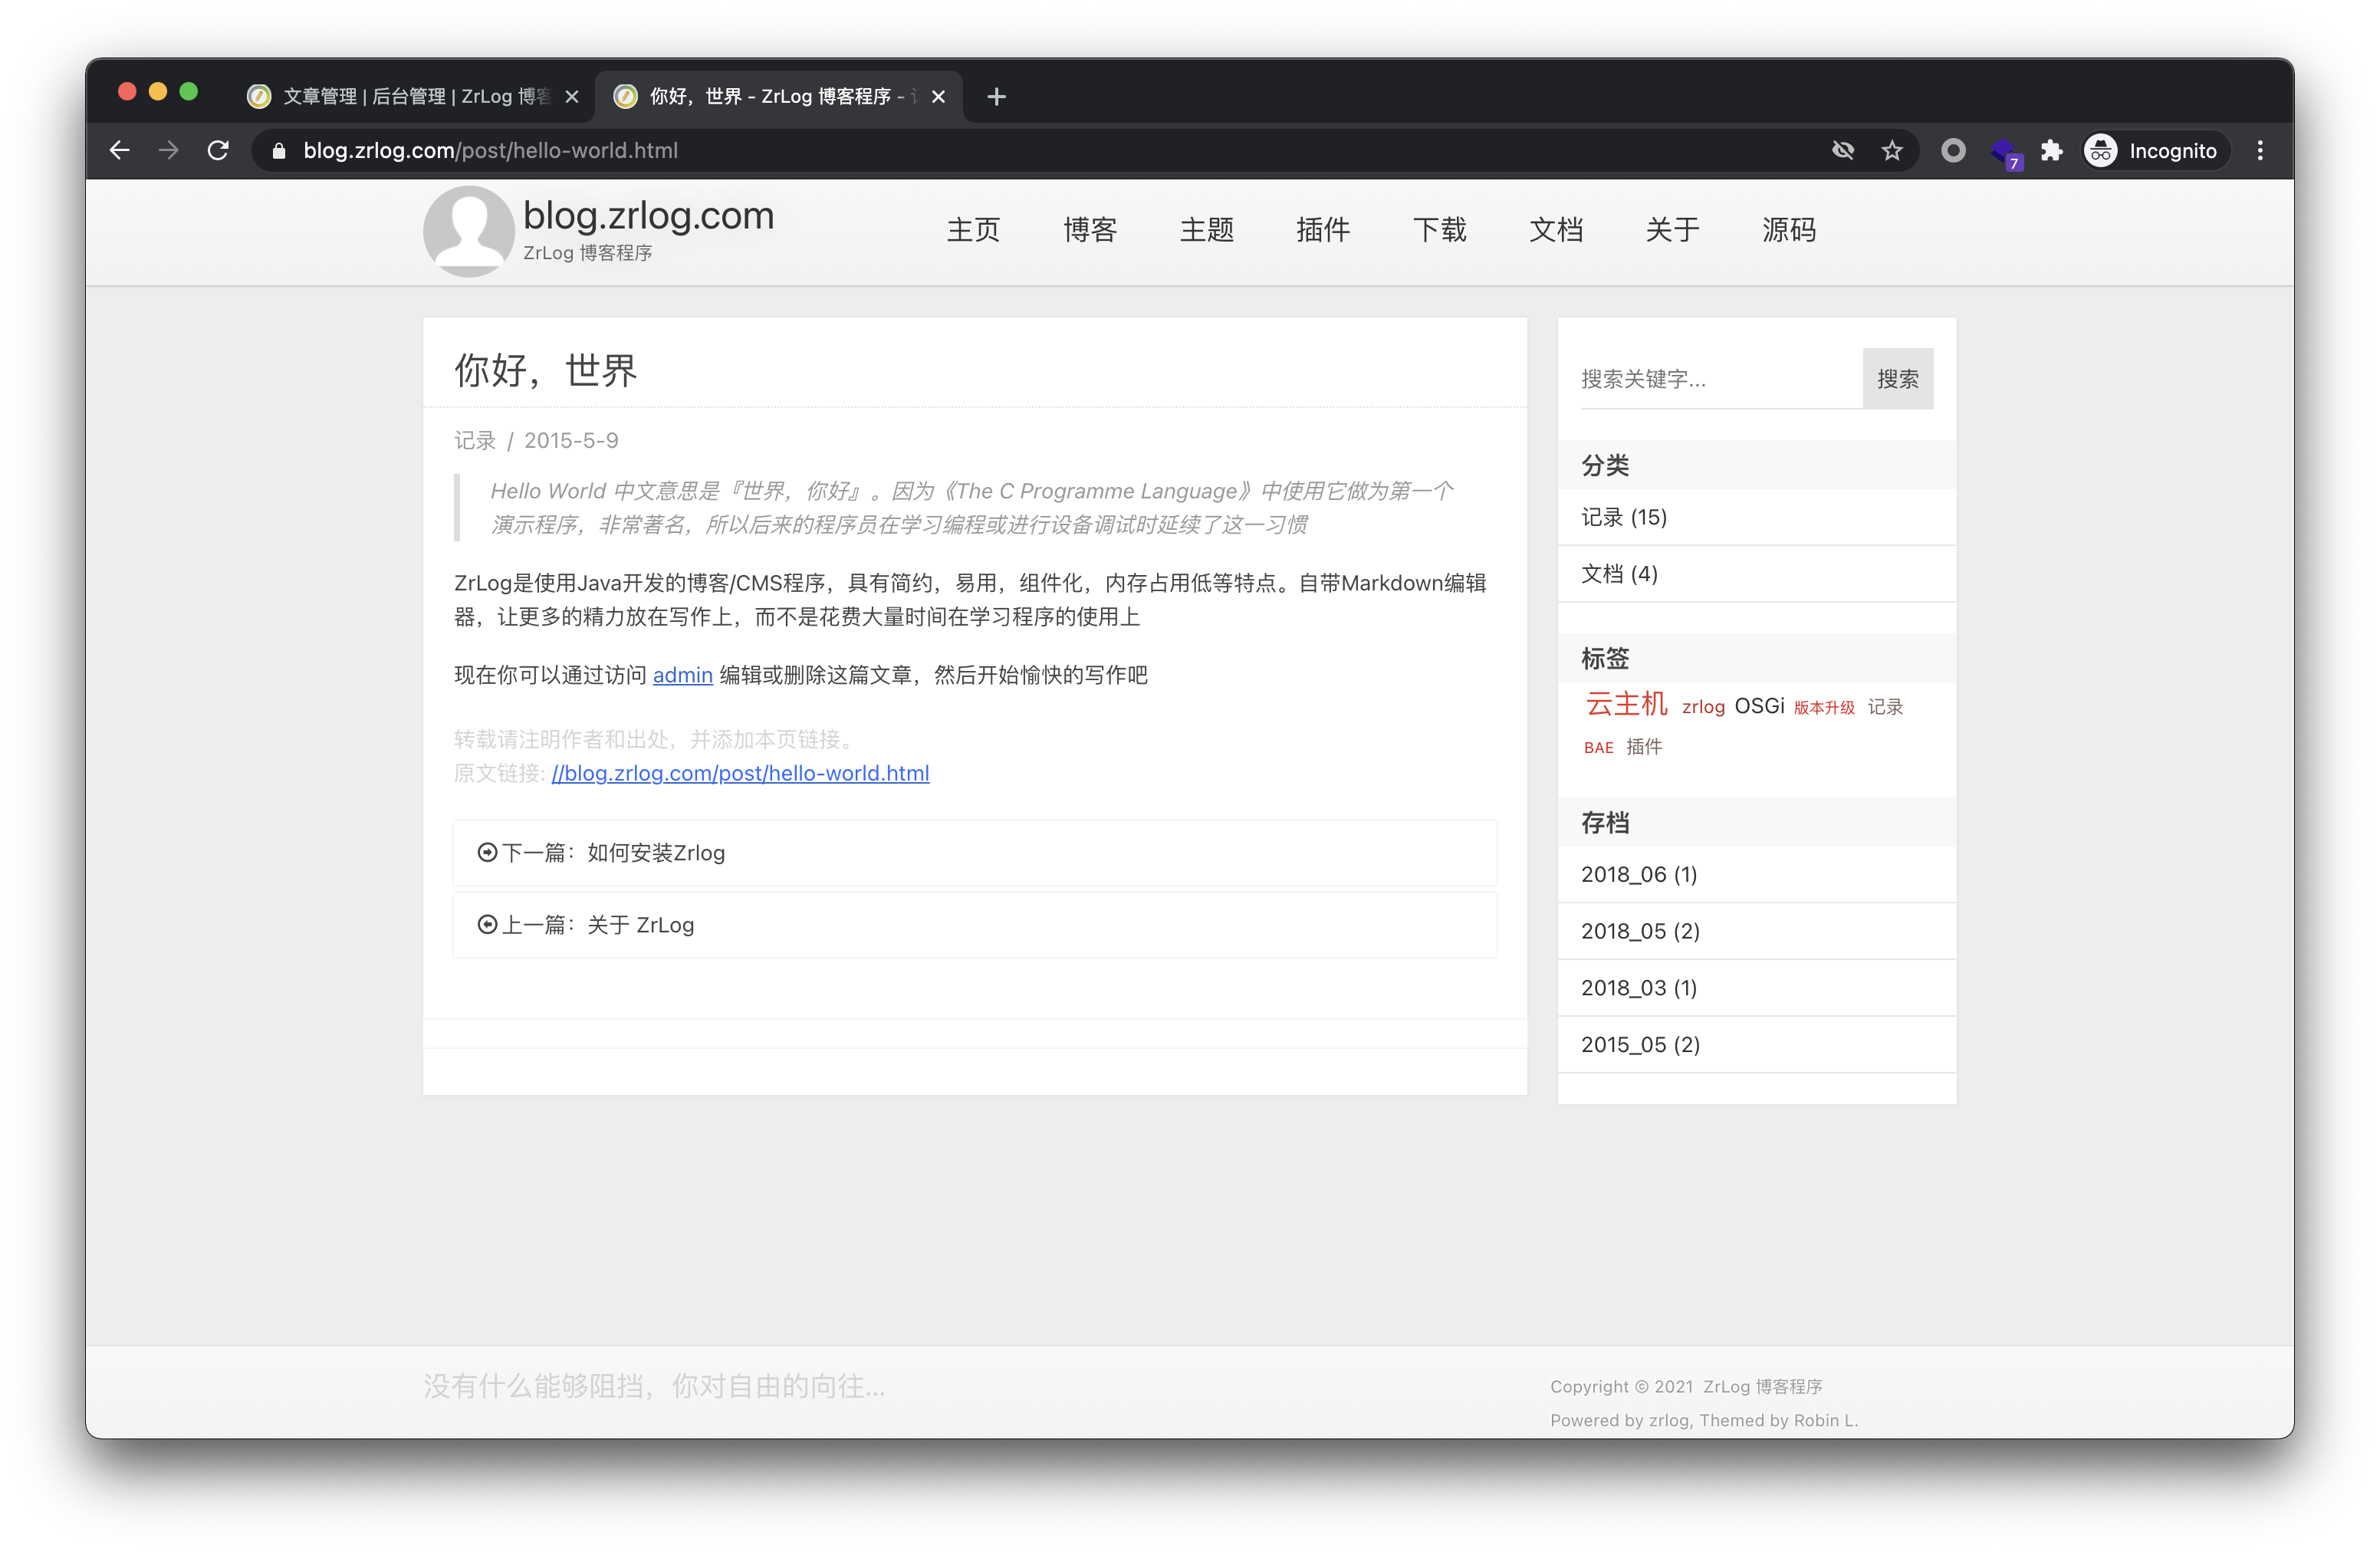 文章管理 | 后台管理 | ZrLog 博客
你好，世界 - ZrLog 博客程序 -
blog.zrlog.com/post/hello-world.html
7
Incognito
blog.zrlog.com
ZrLog 博客程序
主页 博客 主题 插件 下载 文档 关于 源码
你好，世界
记录 / 2015-5-9
Hello World 中文意思是『世界，你好』。因为《The C Programme Language》中使用它做为第一个
演示程序，非常著名，所以后来的程序员在学习编程或进行设备调试时延续了这一习惯
ZrLog是使用Java开发的博客/CMS程序，具有简约，易用，组件化，内存占用低等特点。自带Markdown编辑
器，让更多的精力放在写作上，而不是花费大量时间在学习程序的使用上
现在你可以通过访问 admin 编辑或删除这篇文章，然后开始愉快的写作吧
转载请注明作者和出处，并添加本页链接。
原文链接: //blog.zrlog.com/post/hello-world.html
下一篇：如何安装Zrlog
上一篇：关于 ZrLog
搜索关键字...
搜索
分类
记录 (15)
文档 (4)
标签
云主机 zrlog OSGi 版本升级 记录
BAE 插件
存档
2018_06 (1)
2018_05 (2)
2018_03 (1)
2015_05 (2)
没有什么能够阻挡，你对自由的向往...
Copyright © 2021 ZrLog 博客程序
Powered by zrlog, Themed by Robin L.